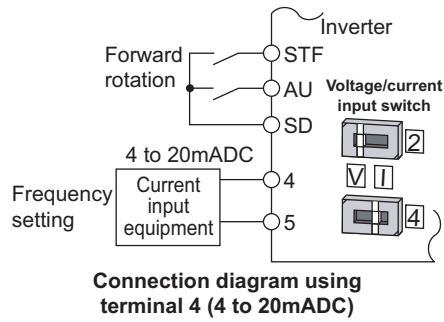 Inverter
Forward
rotation
STF
AU
SD
Voltage/current
input switch
2
V I
4
4 to 20mADC
Frequency
setting
Current
input
equipment
4
5
Connection diagram using
terminal 4 (4 to 20mADC)